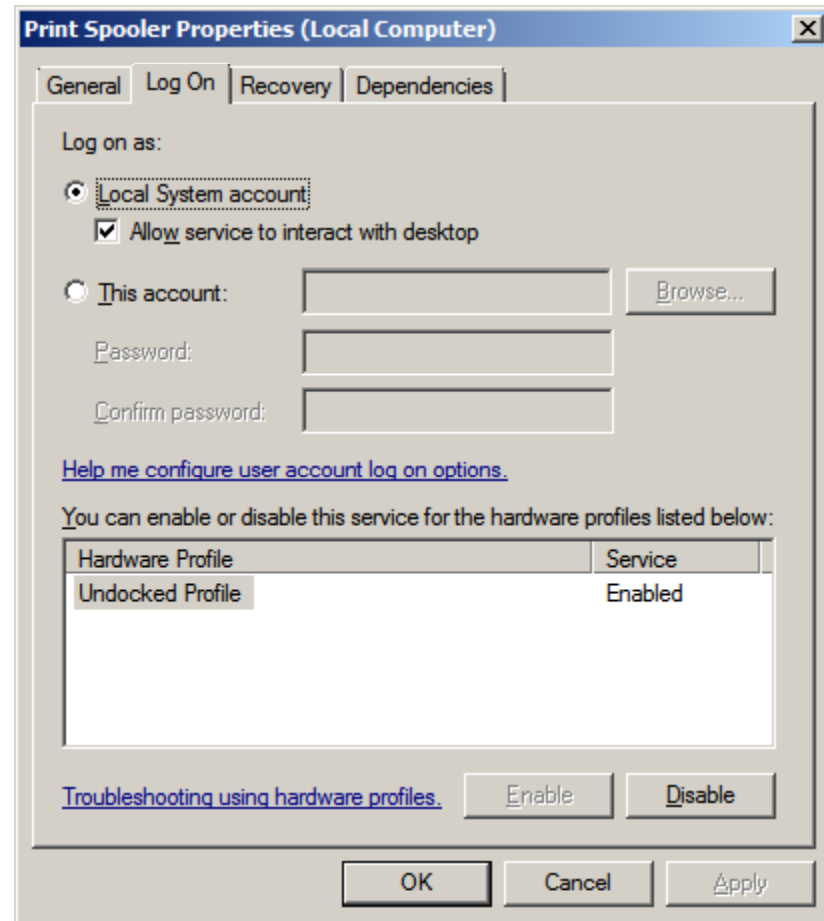 Print Spooler Properties (Local Computer)
General Log On Recovery Dependencies
Log on as:
Local System account
Allow service to interact with desktop
This account: Browse...
Password:
Confirm password:
Help me configure user account log on options.
You can enable or disable this service for the hardware profiles listed below:
Hardware Profile Service
Undocked Profile Enabled
Troubleshooting using hardware profiles. Enable Disable
OK Cancel Apply